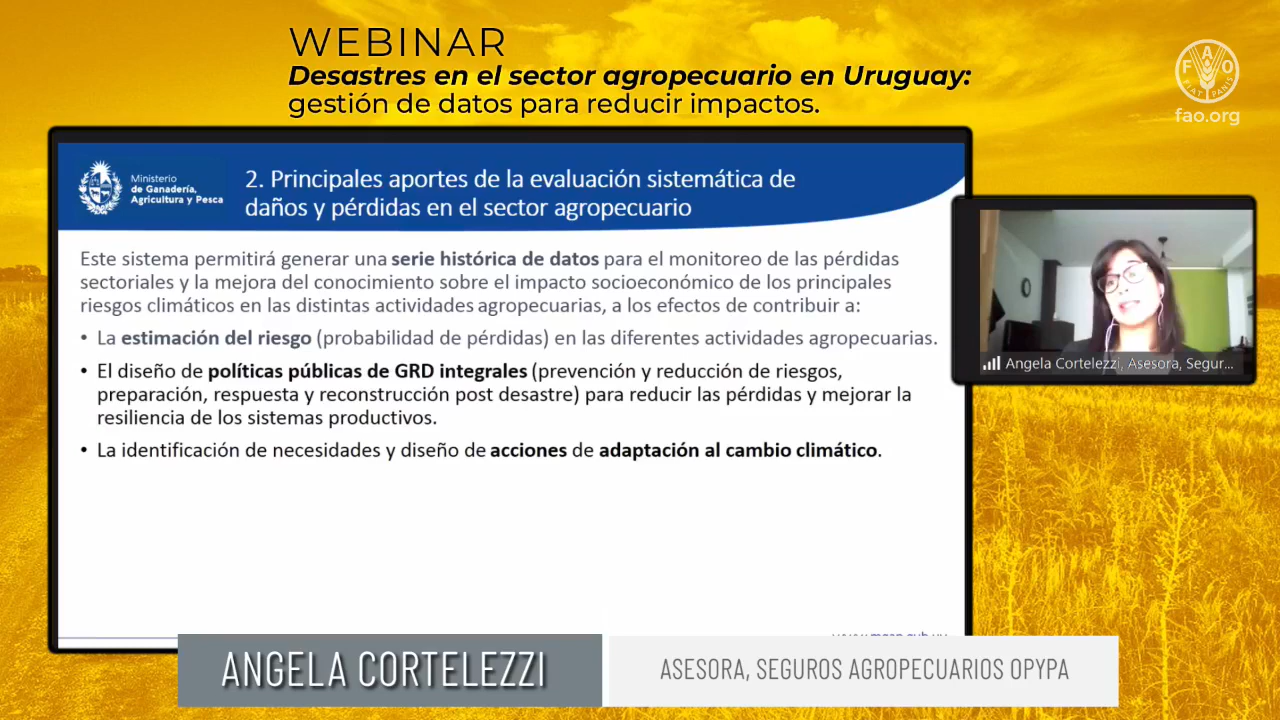 WEBINAR
Desastres en el sector agropecuario en Uruguay:
gestión de datos para reducir impactos.
F A O
FIAT PANIS
fao.org
Ministerio
de Ganadería,
Agricultura y Pesca
2. Principales aportes de la evaluación sistemática de
daños y pérdidas en el sector agropecuario
Este sistema permitirá generar una serie histórica de datos para el monitoreo de las pérdidas
sectoriales y la mejora del conocimiento sobre el impacto socioeconómico de los principales
riesgos climáticos en las distintas actividades agropecuarias, a los efectos de contribuir a:
• La estimación del riesgo (probabilidad de pérdidas) en las diferentes actividades agropecuarias.
• El diseño de políticas públicas de GRD integrales (prevención y reducción de riesgos,
preparación, respuesta y reconstrucción post desastre) para reducir las pérdidas y mejorar la
resiliencia de los sistemas productivos.
• La identificación de necesidades y diseño de acciones de adaptación al cambio climático.
Angela Cortelezzi, Asesora, Segur...
ANGELA CORTELEZZI
ASESORA, SEGUROS AGROPECUARIOS OPYPA